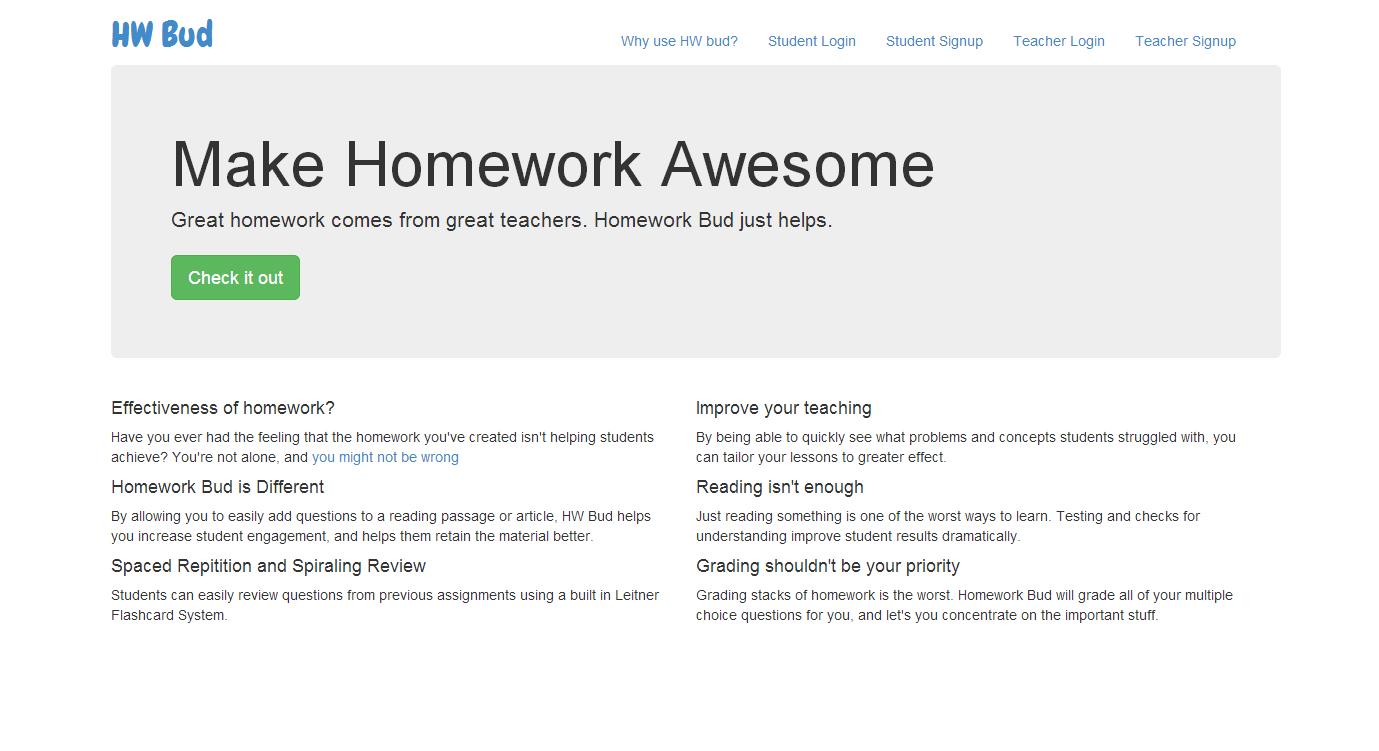 HW Bud
Why use HW bud? Student Login Student Signup Teacher Login Teacher Signup
Make Homework Awesome
Great homework comes from great teachers. Homework Bud just helps.
Check it out
Effectiveness of homework?
Have you ever had the feeling that the homework you've created isn't helping students
achieve? You're not alone, and you might not be wrong
Homework Bud is Different
By allowing you to easily add questions to a reading passage or article, HW Bud helps
you increase student engagement, and helps them retain the material better.
Spaced Repitition and Spiraling Review
Students can easily review questions from previous assignments using a built in Leitner
Flashcard System.
Improve your teaching
By being able to quickly see what problems and concepts students struggled with, you
can tailor your lessons to greater effect.
Reading isn't enough
Just reading something is one of the worst ways to learn. Testing and checks for
understanding improve student results dramatically.
Grading shouldn't be your priority
Grading stacks of homework is the worst. Homework Bud will grade all of your multiple
choice questions for you, and let's you concentrate on the important stuff.